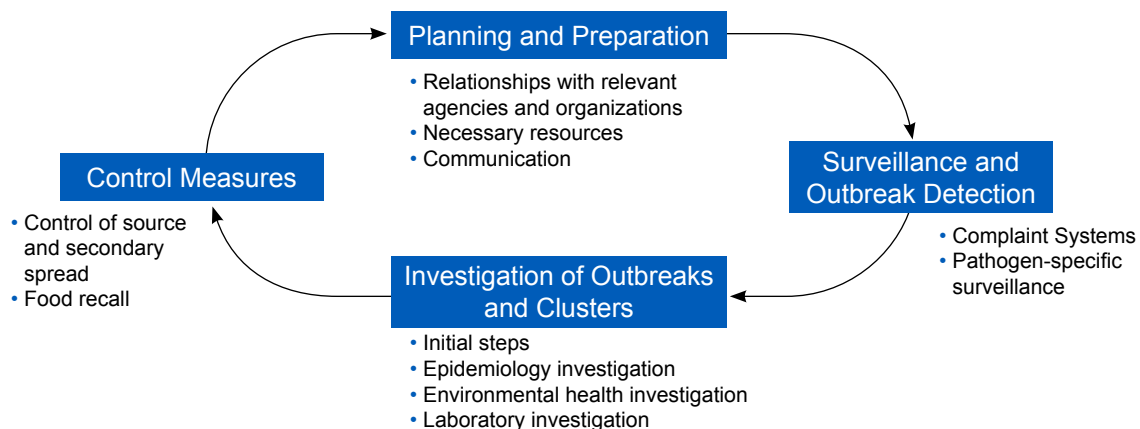 Planning and Preparation
• Relationships with relevant
agencies and organizations
• Necessary resources
• Communication
Surveillance and
Outbreak Detection
• Complaint Systems
• Pathogen-specific
surveillance
Investigation of Outbreaks
and Clusters
• Initial steps
• Epidemiology investigation
• Environmental health investigation
• Laboratory investigation
Control Measures
• Control of source
and secondary
spread
• Food recall